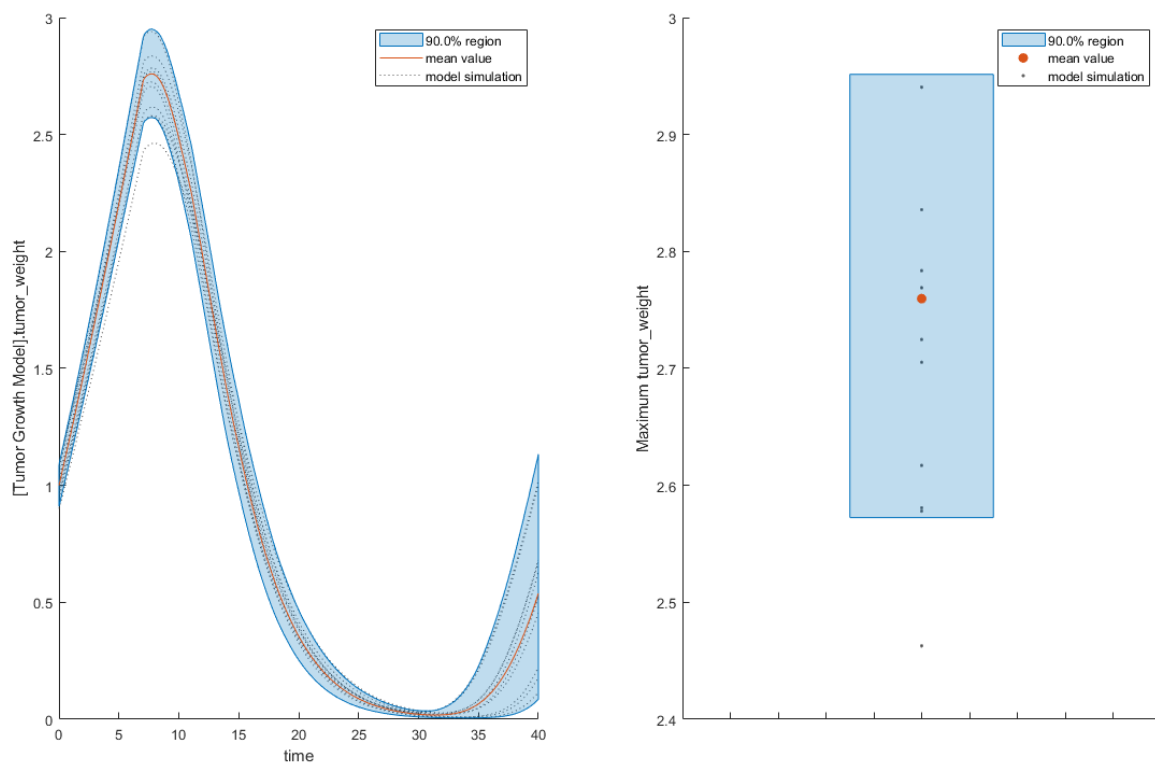 3
2.5
2
1.5
1
0.5
0
0
5
10
15
20
25
30
35
40
time
[Tumor Growth Model].tumor_weight
90.0% region
mean value
model simulation
3
2.9
2.8
2.7
2.6
2.5
2.4
Maximum tumor_weight
90.0% region
mean value
model simulation